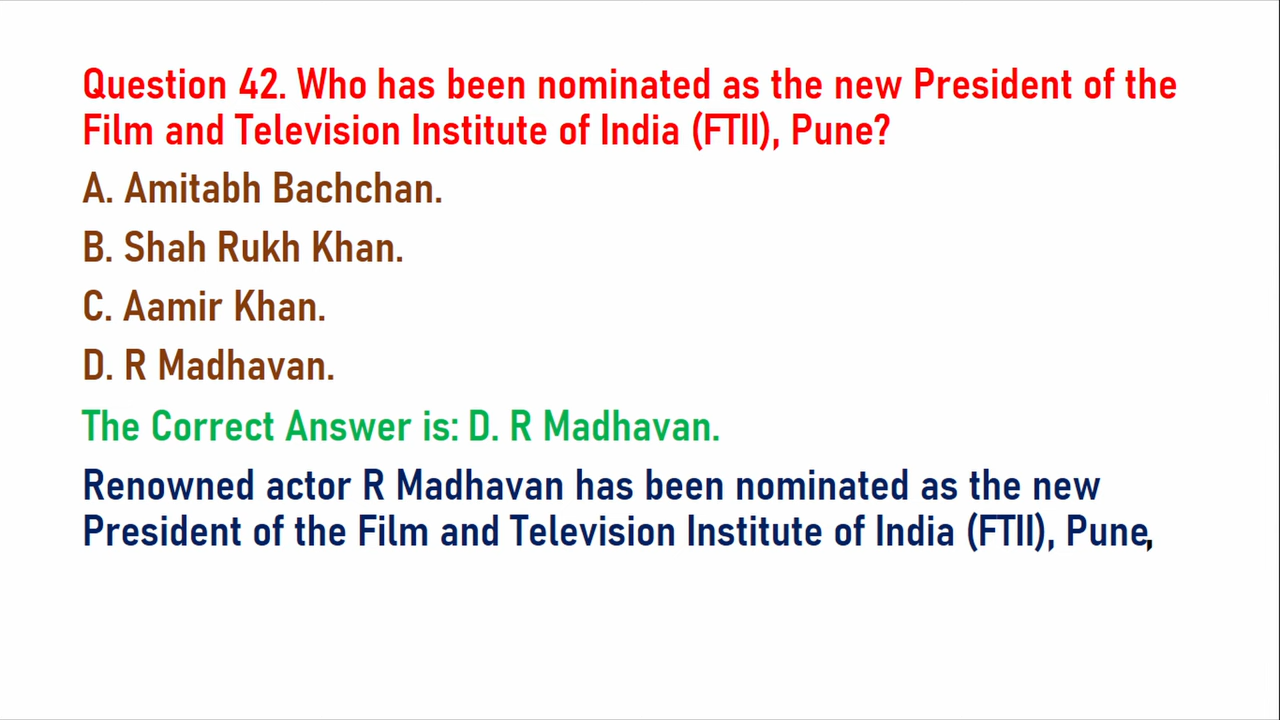 Question 42. Who has been nominated as the new President of the
Film and Television Institute of India (FTII), Pune?
A. Amitabh Bachchan.
B. Shah Rukh Khan.
C. Aamir Khan.
D. R Madhavan.
The Correct Answer is: D. R Madhavan.
Renowned actor R Madhavan has been nominated as the new
President of the Film and Television Institute of India (FTII), Pune,